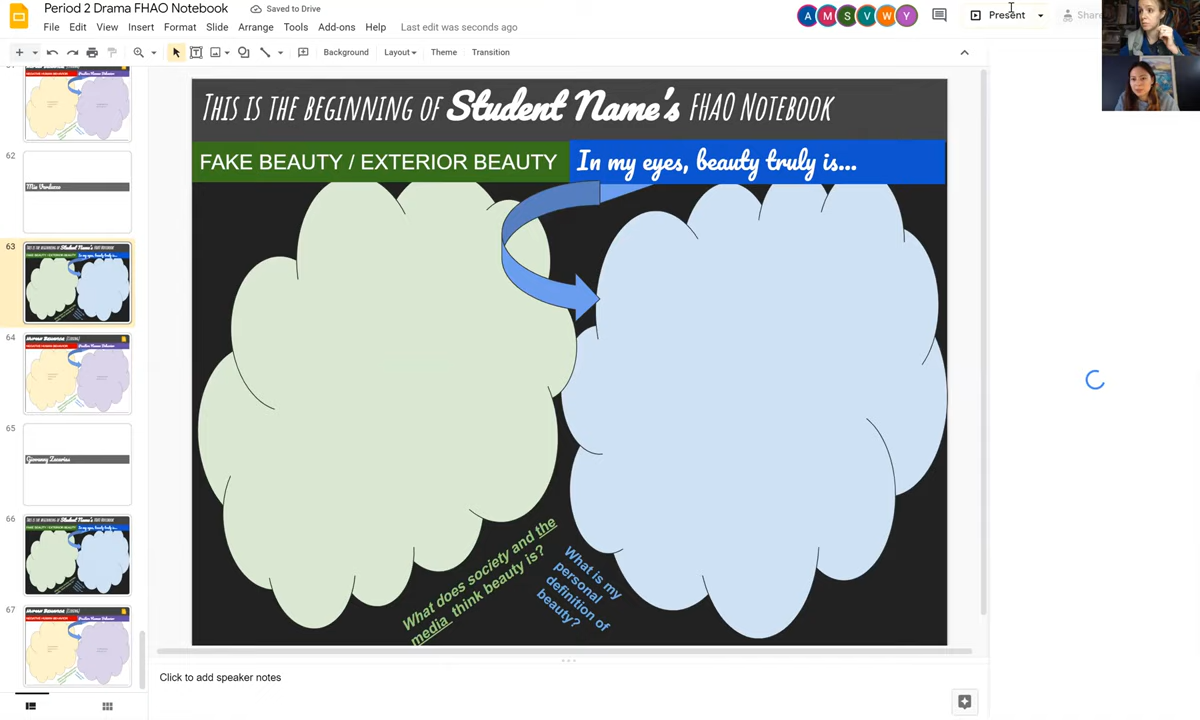 Period 2 Drama FHAO Notebook
Saved to Drive
File Edit View Insert Format Slide Arrange Tools Add-ons Help Last edit was seconds ago
A M S V W Y
Present
Share
Background Layout Theme Transition
62
63
64
65
66
67
THIS IS THE BEGINNING OF Student Name's FHAO NOTEBOOK
FAKE BEAUTY / EXTERIOR BEAUTY
In my eyes, beauty truly is...
What does society and the
media think beauty is?
What is my
personal
definition of
beauty?
Click to add speaker notes